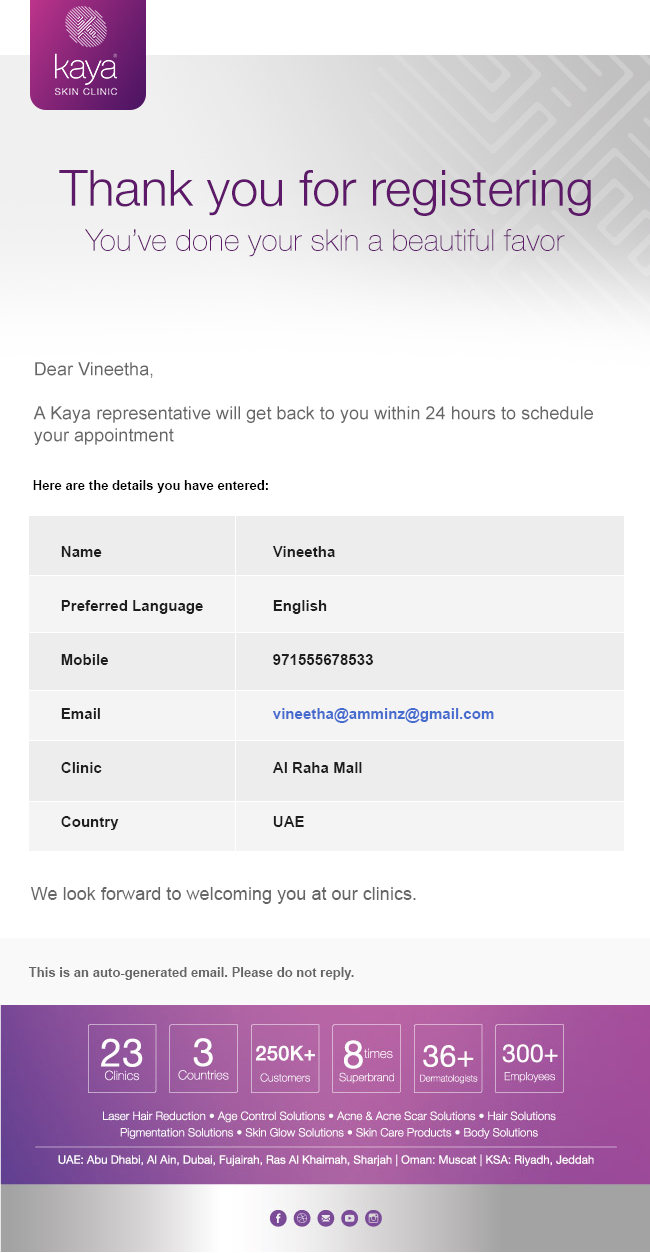 kaya
SKIN CLINIC
Thank you for registering
You've done your skin a beautiful favor
Dear Vineetha,
A Kaya representative will get back to you within 24 hours to schedule
your appointment
Here are the details you have entered:
Name Vineetha
Preferred Language English
Mobile 971555678533
Email vineetha@amminz@gmail.com
Clinic Al Raha Mall
Country UAE
We look forward to welcoming you at our clinics.
This is an auto-generated email. Please do not reply.
23 Clinics
3 Countries
250K+ Customers
8 times Superbrand
36+ Dermatologists
300+ Employees
Laser Hair Reduction • Age Control Solutions • Acne & Acne Scar Solutions • Hair Solutions
Pigmentation Solutions • Skin Glow Solutions • Skin Care Products • Body Solutions
UAE: Abu Dhabi, Al Ain, Dubai, Fujairah, Ras Al Khaimah, Sharjah | Oman: Muscat | KSA: Riyadh, Jeddah